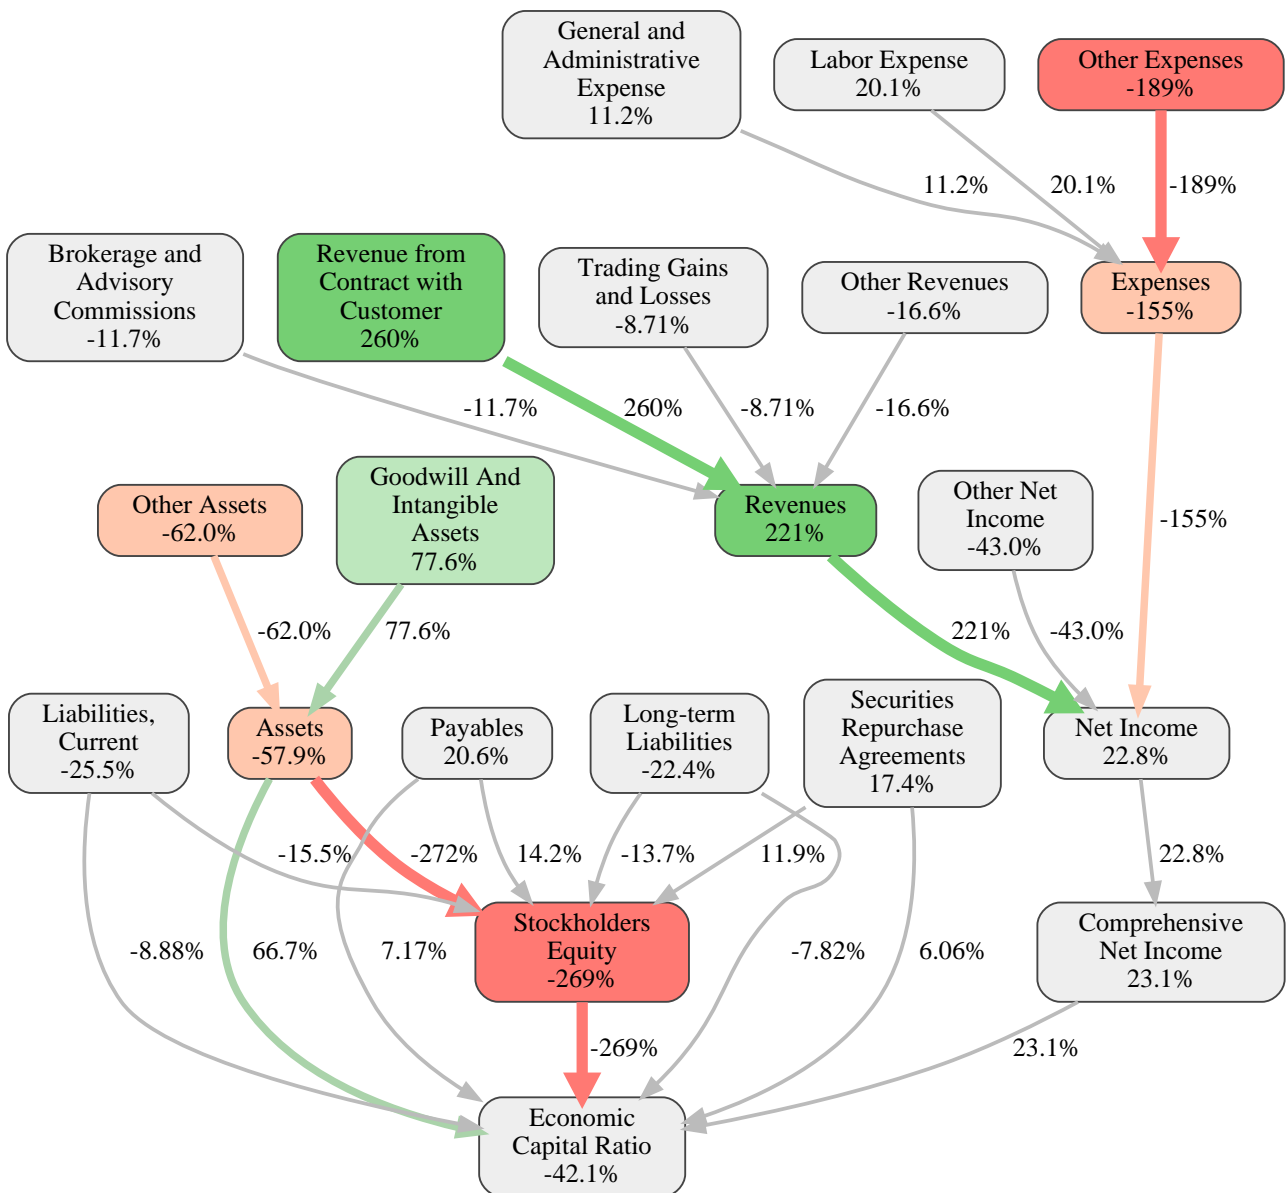 General and
Administrative
Expense
11.2%
Labor Expense
20.1%
Other Expenses
-189%
11.2%
20.1%
-189%
Brokerage and
Advisory
Commissions
-11.7%
Revenue from
Contract with
Customer
260%
Trading Gains
and Losses
-8.71%
Other Revenues
-16.6%
Expenses
-155%
-11.7%
260%
-8.71%
-16.6%
Other Assets
-62.0%
Goodwill And
Intangible
Assets
77.6%
Revenues
221%
Other Net
Income
-43.0%
-155%
-62.0%
77.6%
221%
-43.0%
Liabilities,
Current
-25.5%
Assets
-57.9%
Payables
20.6%
Long-term
Liabilities
-22.4%
Securities
Repurchase
Agreements
17.4%
Net Income
22.8%
-15.5%
-272%
14.2%
-13.7%
11.9%
22.8%
-8.88%
66.7%
7.17%
Stockholders
Equity
-269%
-7.82%
6.06%
Comprehensive
Net Income
23.1%
-269%
23.1%
Economic
Capital Ratio
-42.1%